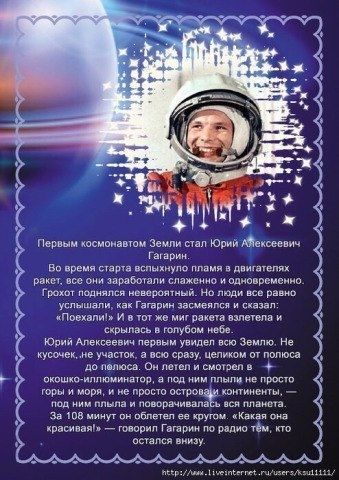 Первым космонавтом Земли стал Юрий Алексеевич
Гагарин.
Во время старта вспыхнуло пламя в двигателях
ракет, все они заработали слаженно и одновременно.
Грохот поднялся невероятный. Но люди все равно
услышали, как Гагарин засмеялся и сказал:
«Поехали!» И в тот же миг ракета взлетела и
скрылась в голубом небе.
Юрий Алексеевич первым увидел всю Землю. Не
кусочек, не участок, а всю сразу, целиком от полюса
до полюса. Он летел и смотрел в
окошко-иллюминатор, а под ним плыли не просто
горы и моря, и не просто острова и континенты, —
под ним плыла и поворачивалась вся планета.
За 108 минут он облетел ее кругом. «Какая она
красивая!» — говорил Гагарин по радио тем, кто
остался внизу.
http://www.liveinternet.ru/users/ksu11111/